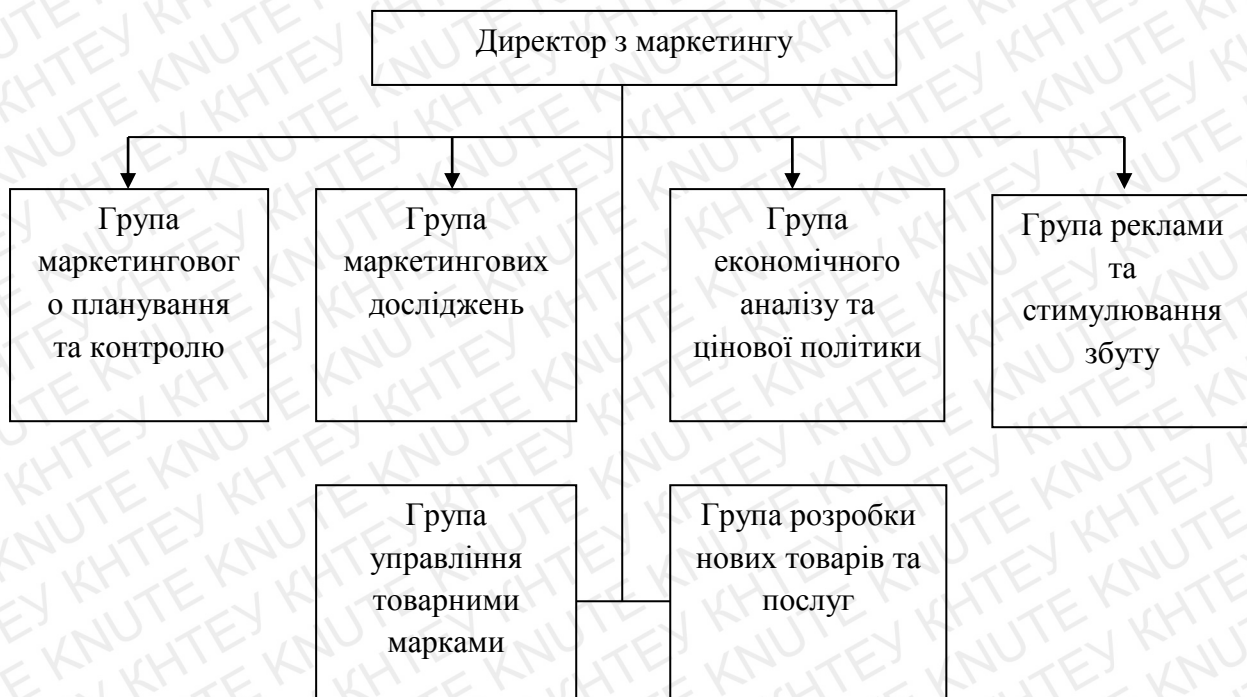 Директор з маркетингу
Група
маркетинговог
о планування
та контролю
Група
маркетингових
досліджень
Група
економічного
аналізу та
цінової політики
Група реклами
та
стимулювання
збуту
Група
управління
товарними
марками
Група розробки
нових товарів та
послуг